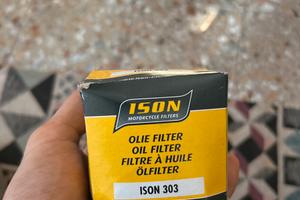 ISON
MOTORCYCLE FILTERS
OLIE FILTER
OIL FILTER
FILTRE À HUILE
ÖLFILTER
ISON 303